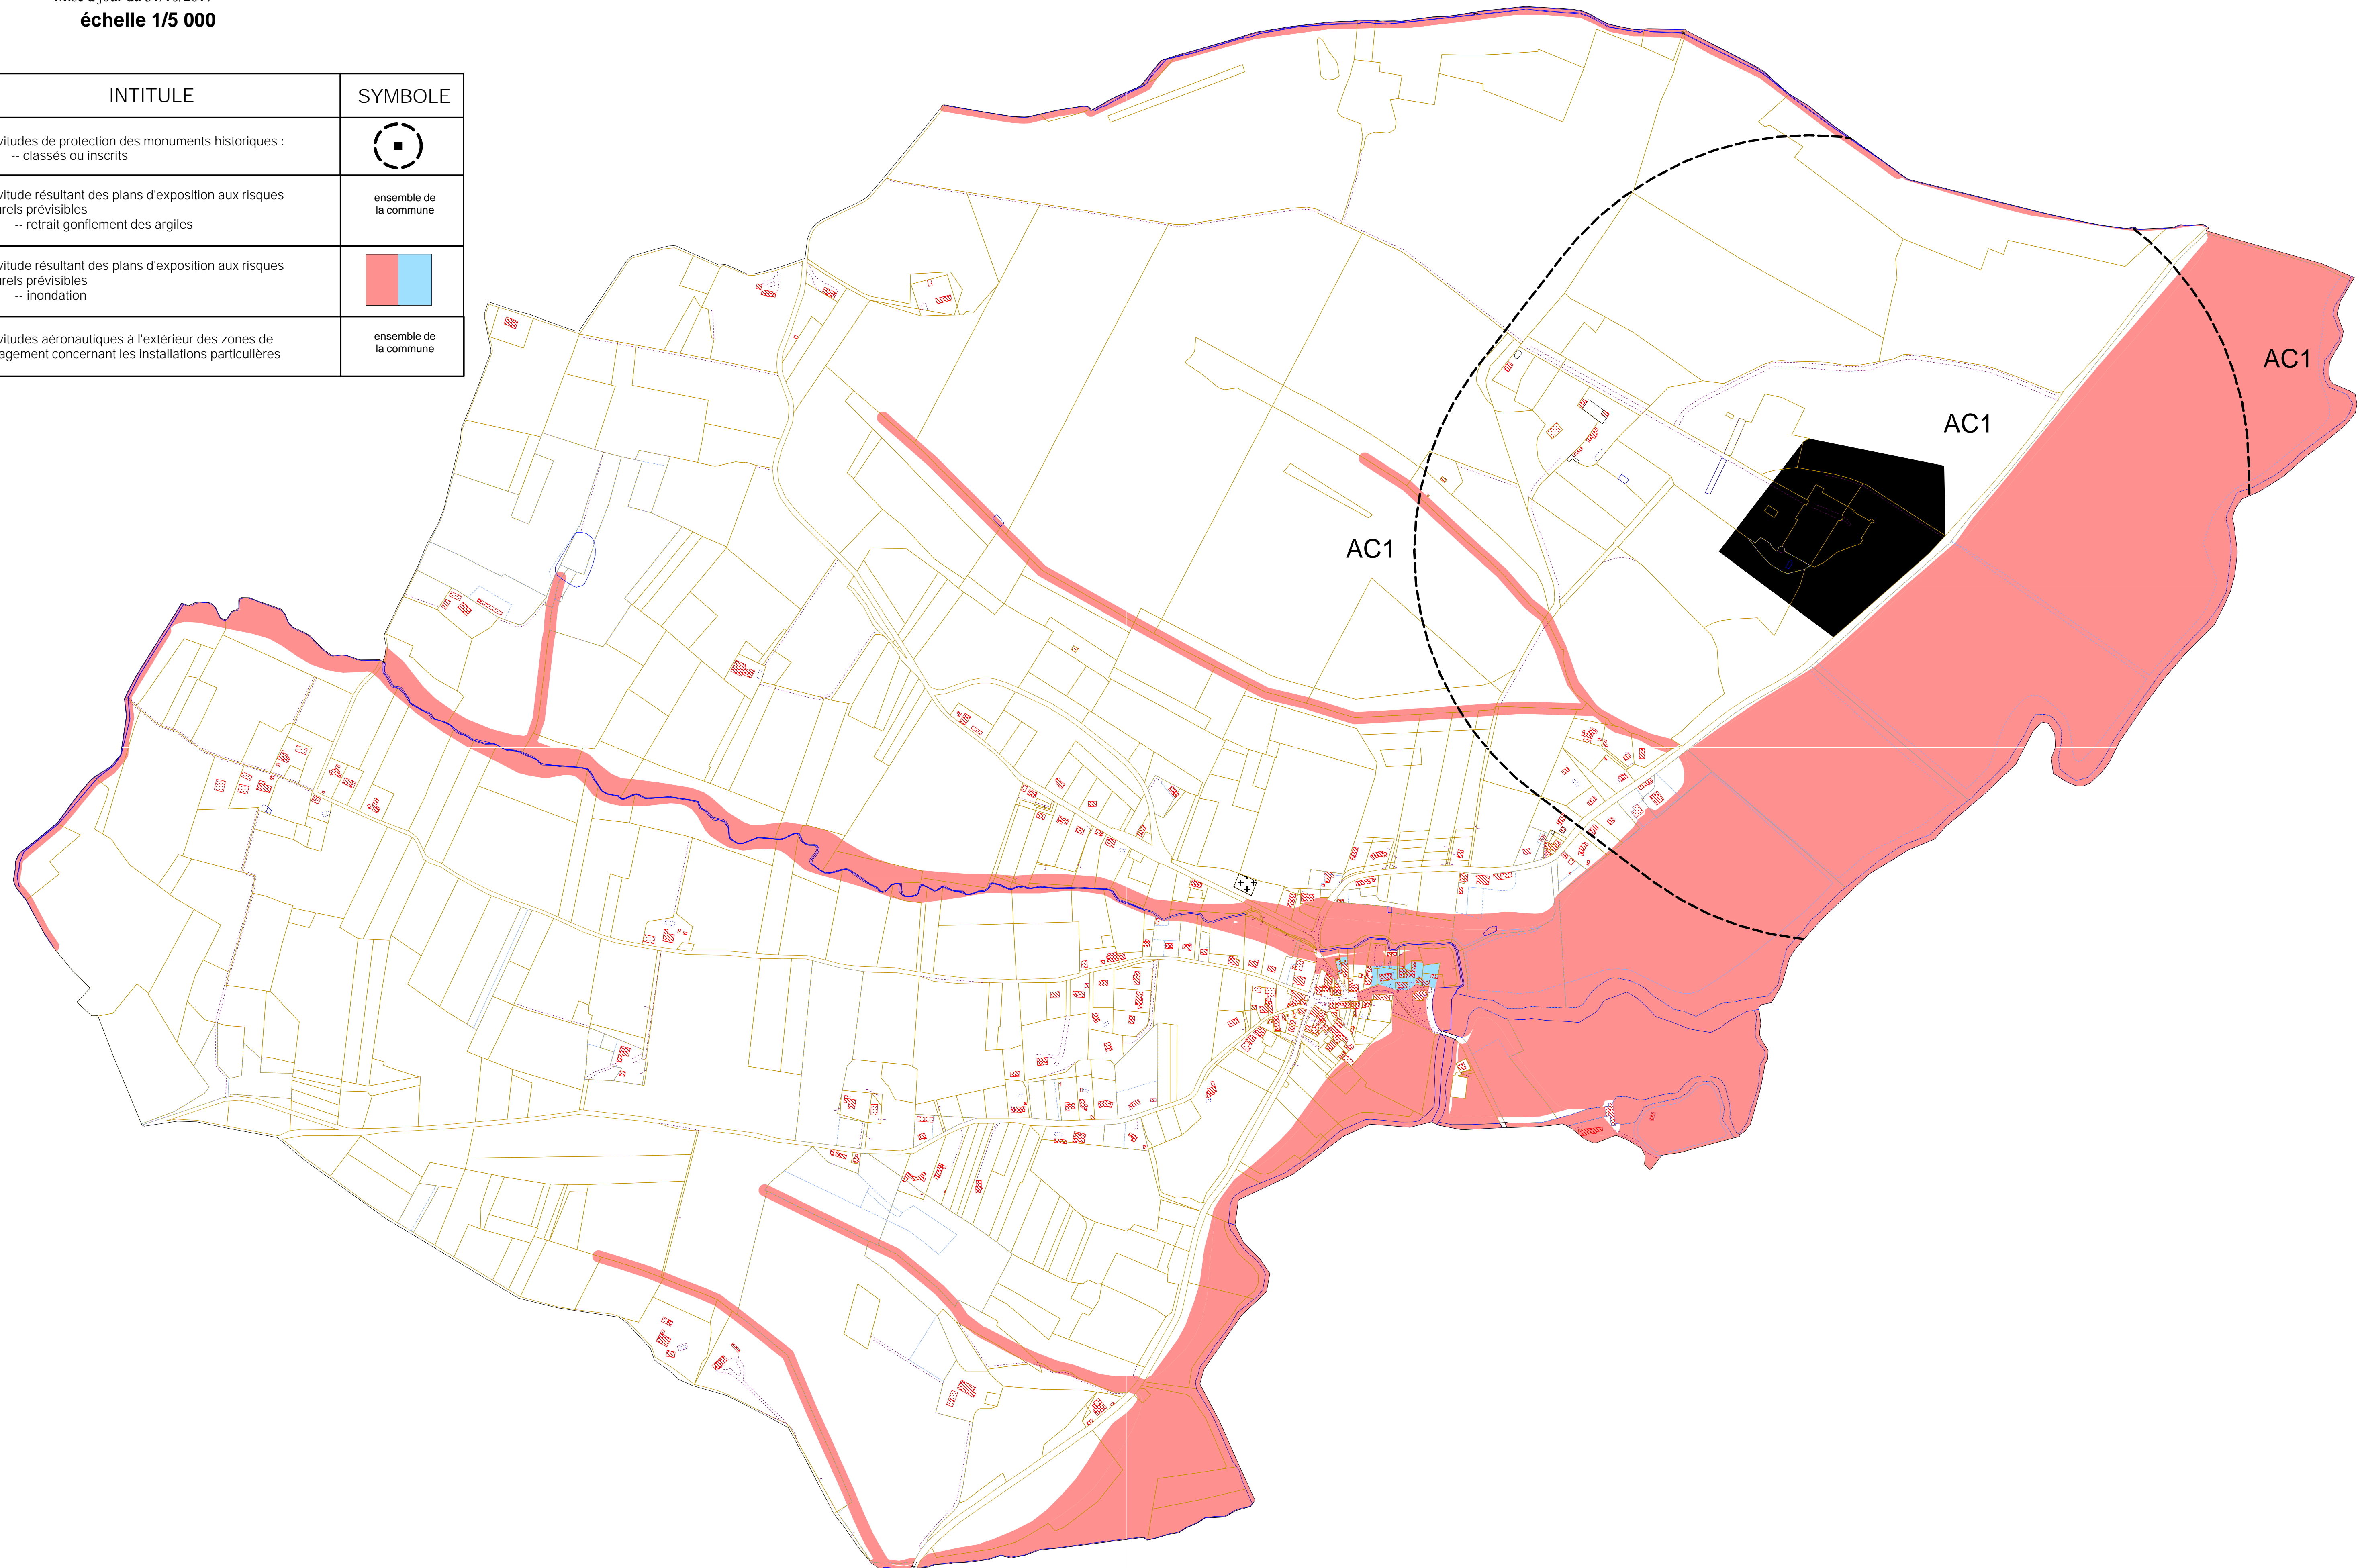 échelle 1/5 000
INTITULE
SYMBOLE
vitudes de protection des monuments historiques :
-- classés ou inscrits
vitude résultant des plans d'exposition aux risques
urels prévisibles
-- retrait gonflement des argiles
ensemble de
la commune
vitude résultant des plans d'exposition aux risques
urels prévisibles
-- inondation
vitudes aéronautiques à l'extérieur des zones de
agement concernant les installations particulières
ensemble de
la commune
AC1
AC1
AC1